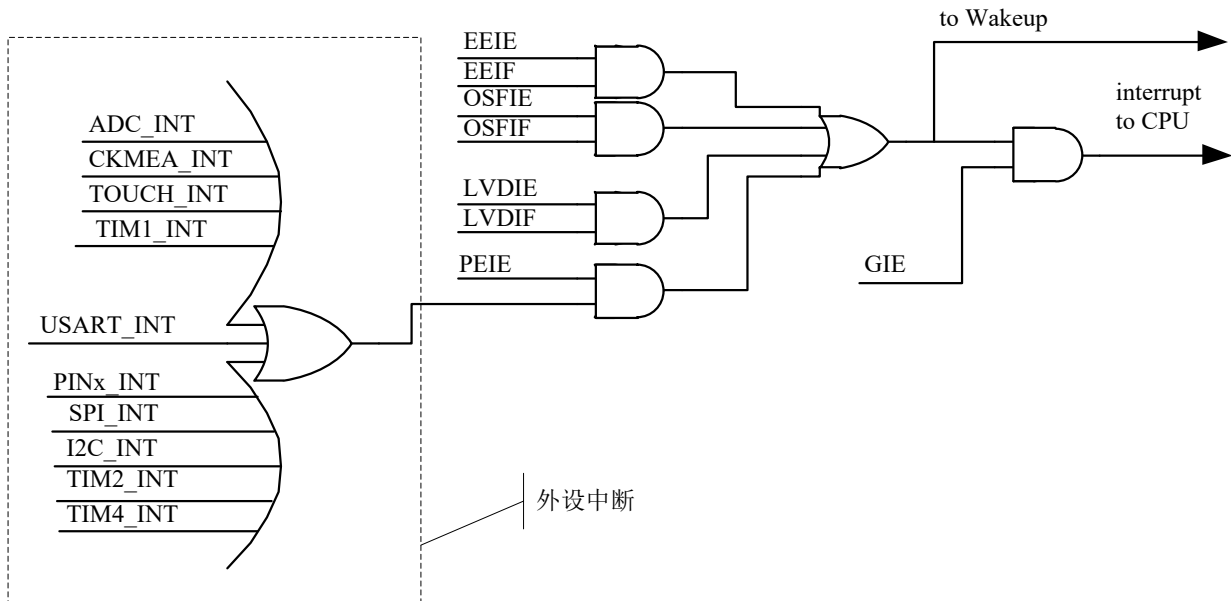 to Wakeup
EEIE
EEIF
OSFIE
OSFIF
interrupt
to CPU
ADC_INT
CKMEA_INT
TOUCH_INT
TIM1_INT
LVDIE
LVDIF
PEIE
GIE
USART_INT
PINx_INT
SPI_INT
I2C_INT
TIM2_INT
TIM4_INT
外设中断